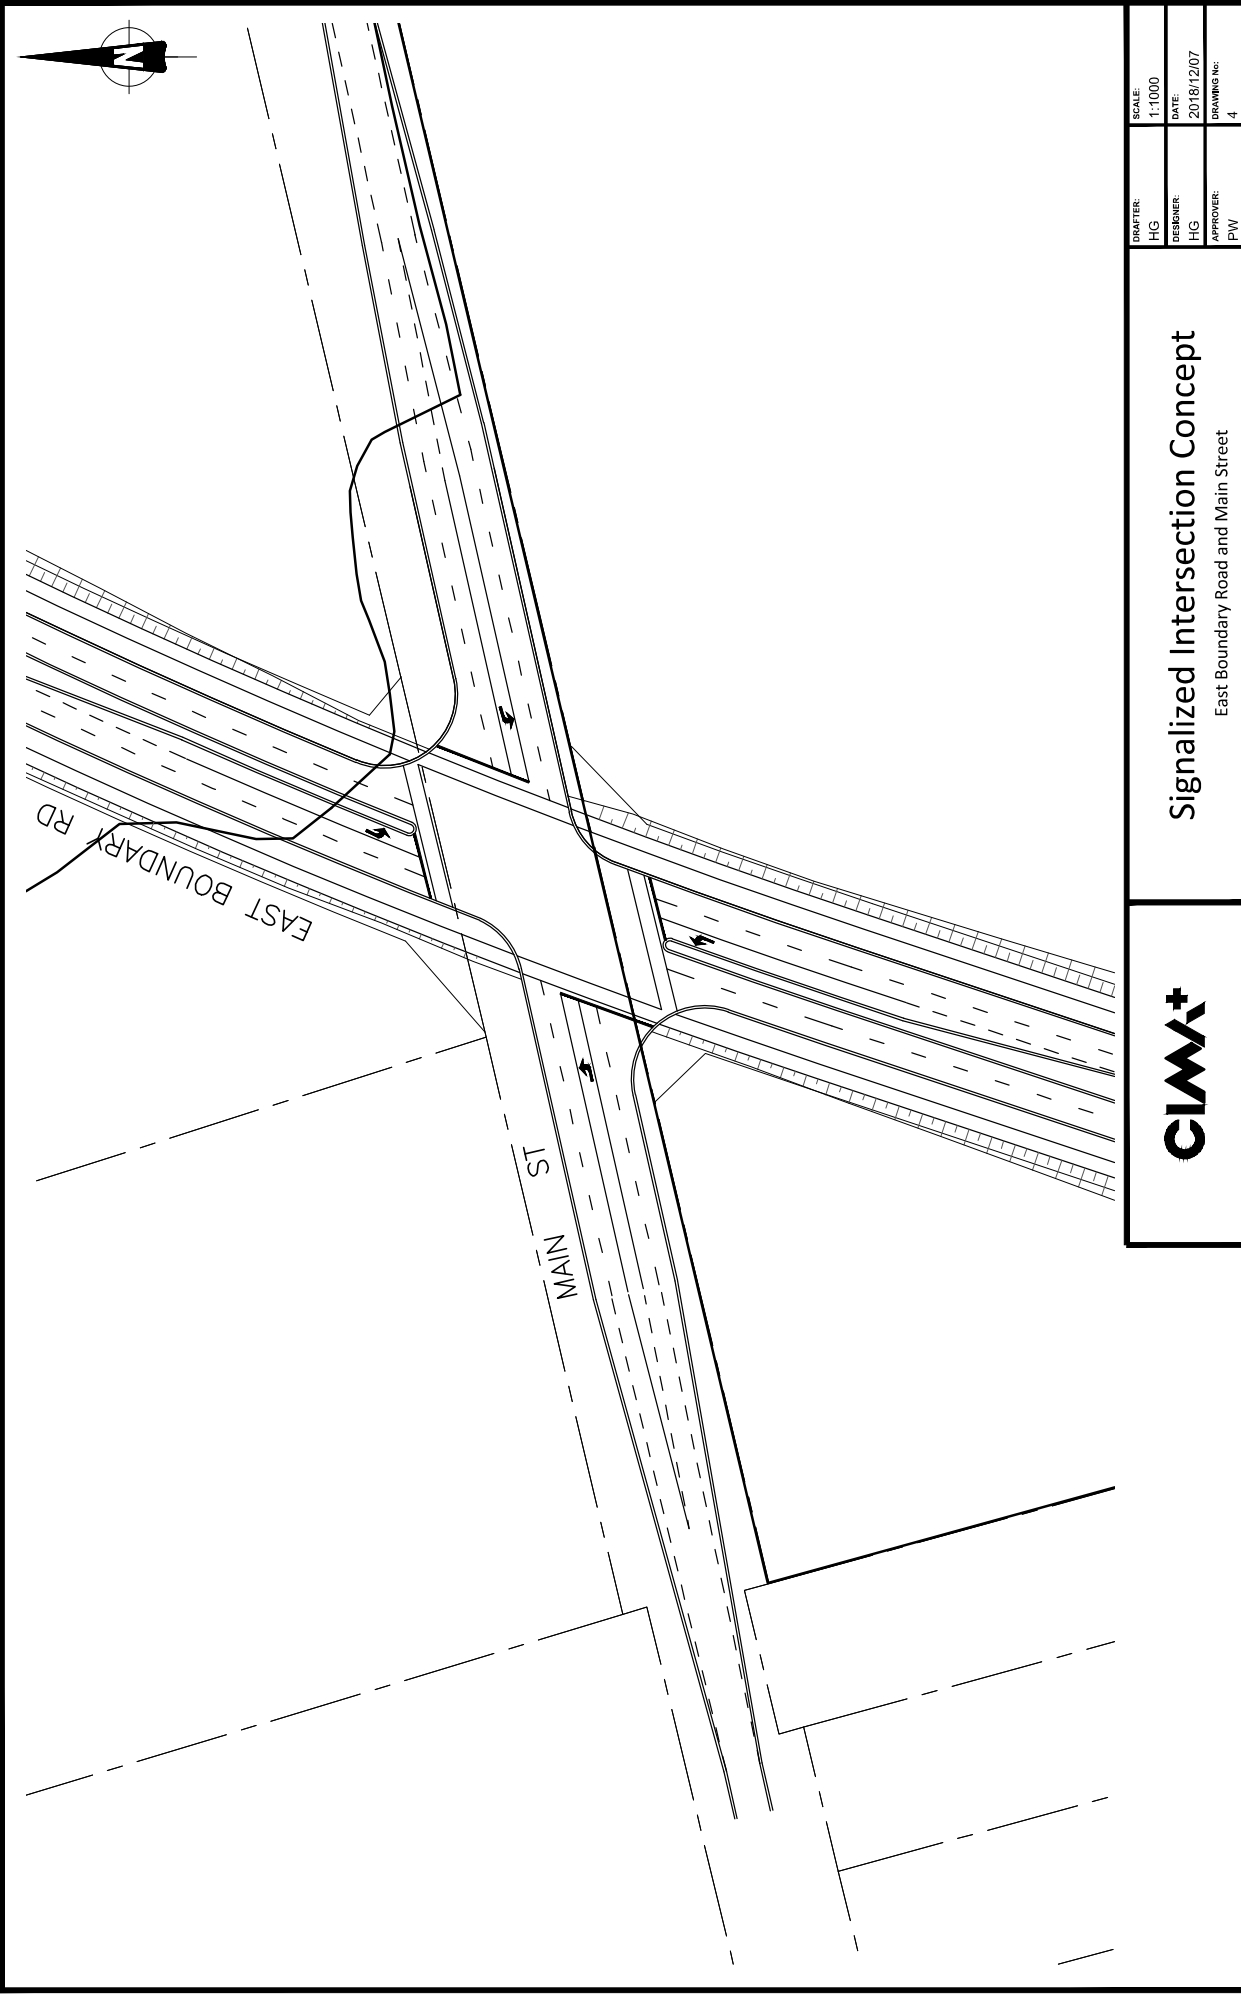 N
EAST BOUNDARY RD
MAIN ST
CIMA+
Signalized Intersection Concept
East Boundary Road and Main Street
DRAFTER:
HG
SCALE:
1:1000
DESIGNER:
HG
DATE:
2018/12/07
APPROVER:
PW
DRAWING No:
4